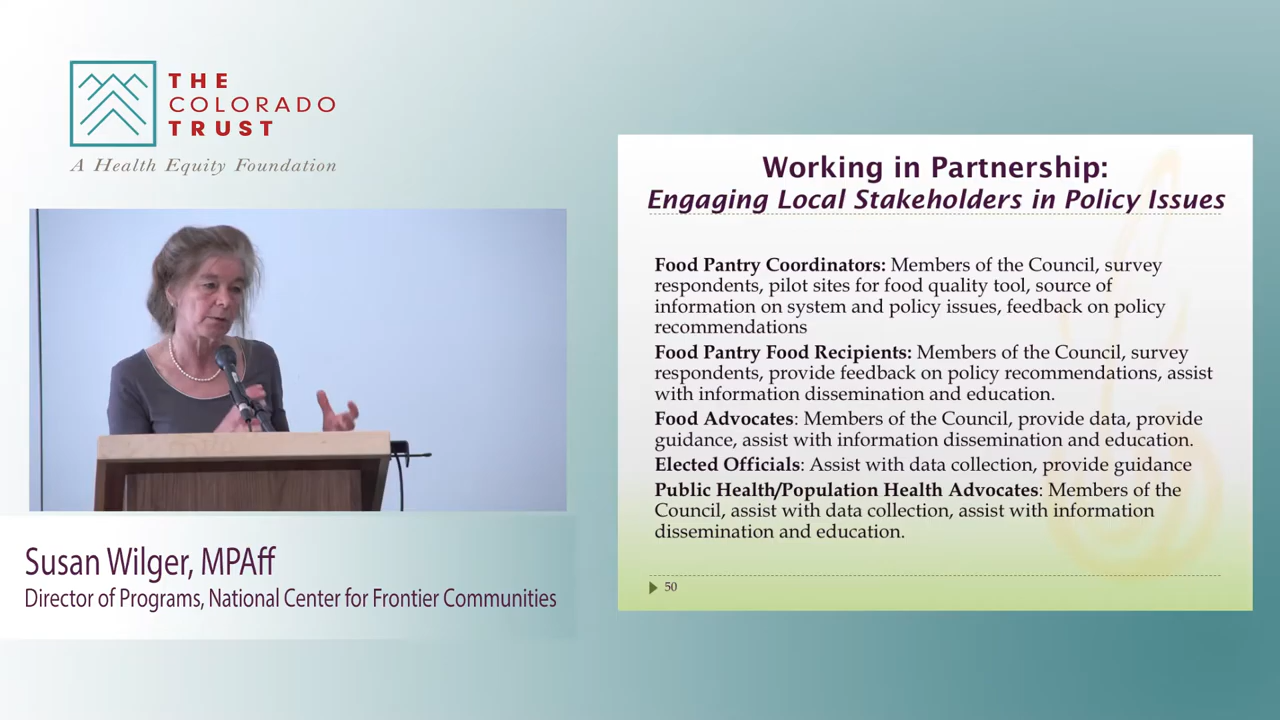 THE
COLORADO
TRUST
A Health Equity Foundation
Susan Wilger, MPAff
Director of Programs, National Center for Frontier Communities
Working in Partnership:
Engaging Local Stakeholders in Policy Issues
Food Pantry Coordinators: Members of the Council, survey
respondents, pilot sites for food quality tool, source of
information on system and policy issues, feedback on policy
recommendations
Food Pantry Food Recipients: Members of the Council, survey
respondents, provide feedback on policy recommendations, assist
with information dissemination and education.
Food Advocates: Members of the Council, provide data, provide
guidance, assist with information dissemination and education.
Elected Officials: Assist with data collection, provide guidance
Public Health/Population Health Advocates: Members of the
Council, assist with data collection, assist with information
dissemination and education.
50